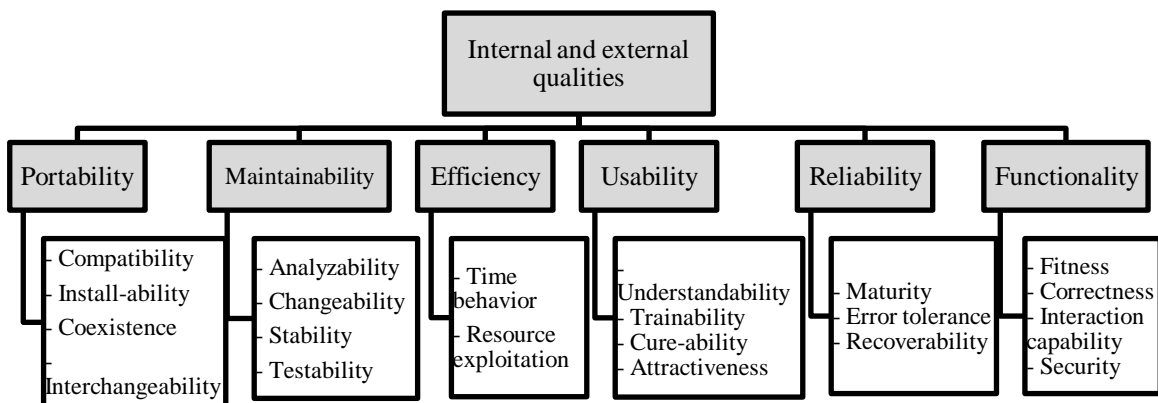 Internal and external
qualities
Portability
Maintainability
Efficiency
Usability
Reliability
Functionality
- Compatibility
- Install-ability
- Coexistence
-
Interchangeability
- Analyzability
- Changeability
- Stability
- Testability
- Time
behavior
- Resource
exploitation
-
Understandability
- Trainability
- Cure-ability
- Attractiveness
- Maturity
- Error tolerance
- Recoverability
- Fitness
- Correctness
- Interaction
capability
- Security